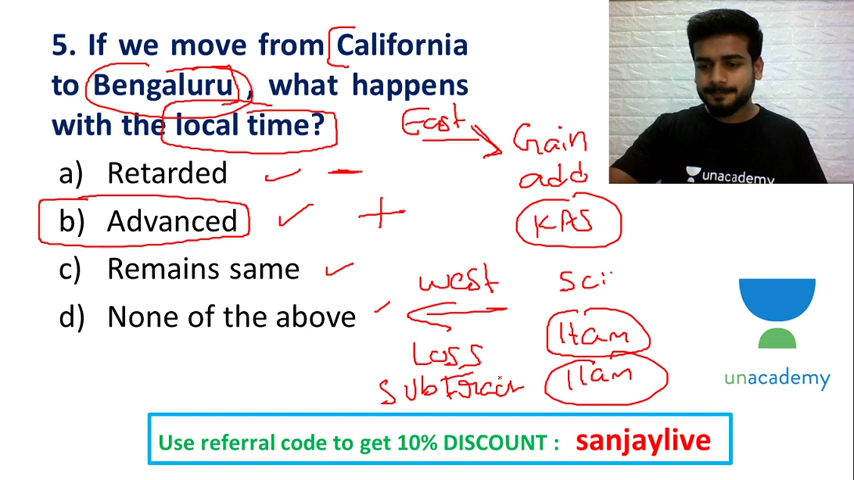 5. If we move from California
to Bengaluru , what happens
with the local time?
a) Retarded
b) Advanced
c) Remains same
d) None of the above
East
Gain
add
KAS
west
Loss
Subtract
sci
11am
unacademy
unacademy
Use referral code to get 10% DISCOUNT : sanjaylive